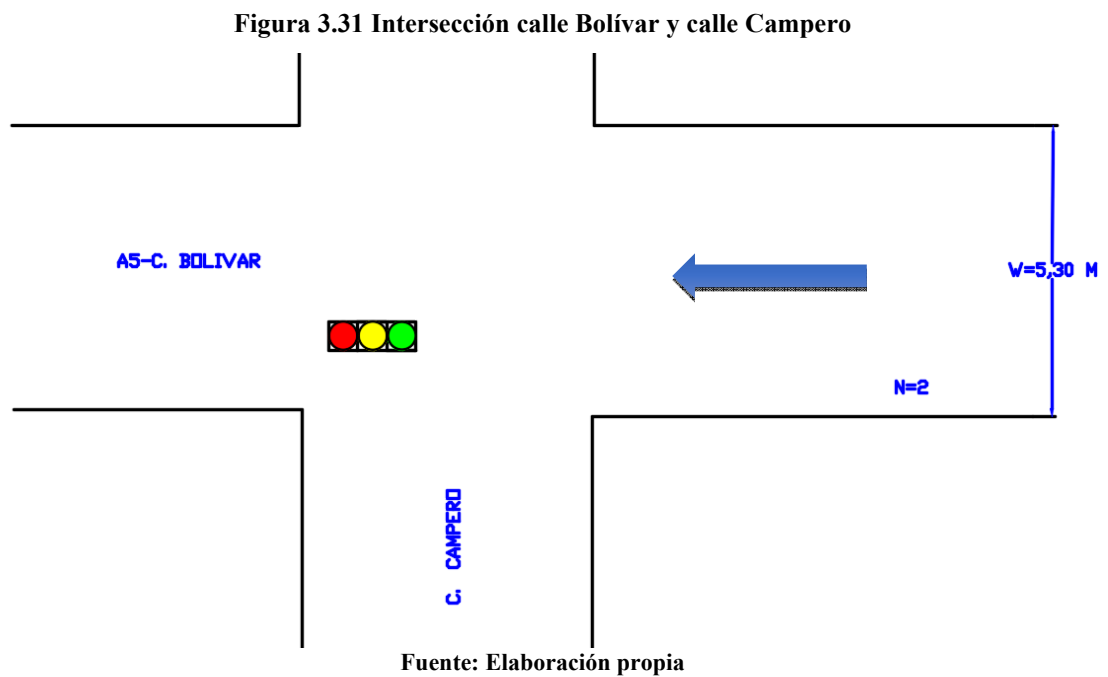 Figura 3.31 Intersección calle Bolívar y calle Campero
A5-C. BOLIVAR
W=5,30 M
N=2
C. CAMPERO
Fuente: Elaboración propia